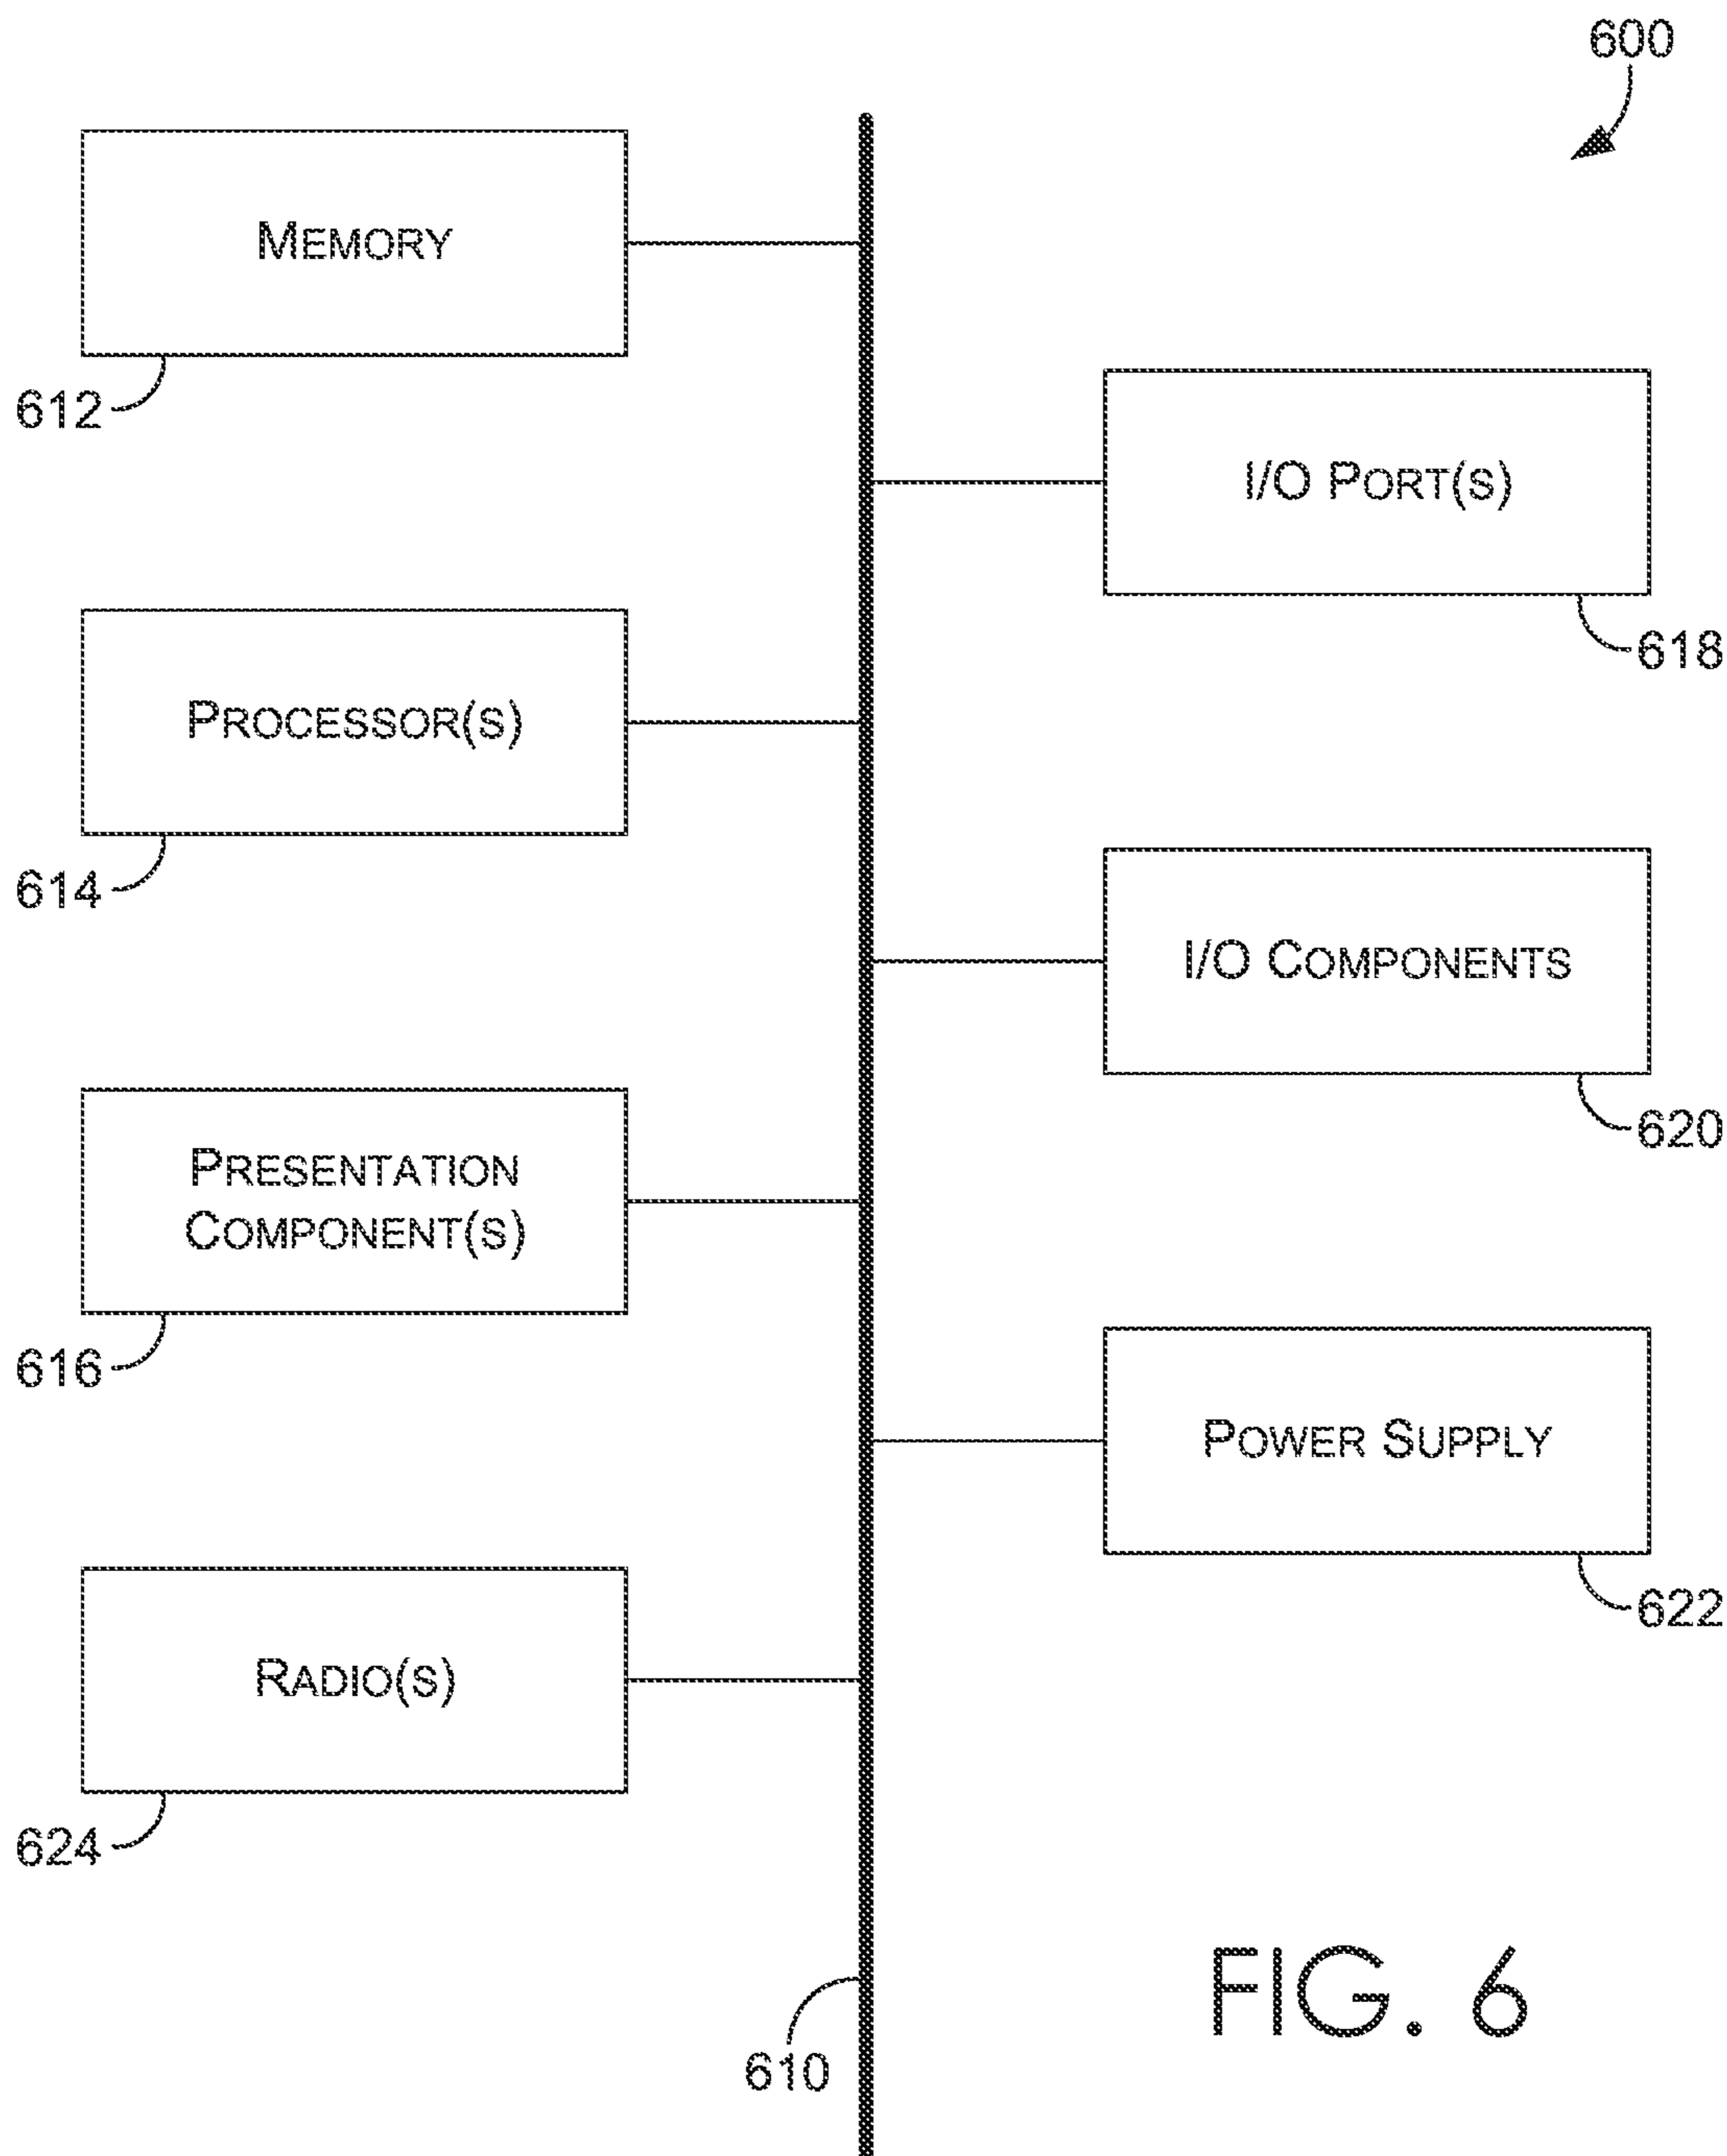 600
MEMORY
612
I/O PORT(S)
618
PROCESSOR(S)
614
I/O COMPONENTS
620
PRESENTATION
COMPONENT(S)
616
POWER SUPPLY
622
RADIO(S)
624
610
FIG. 6